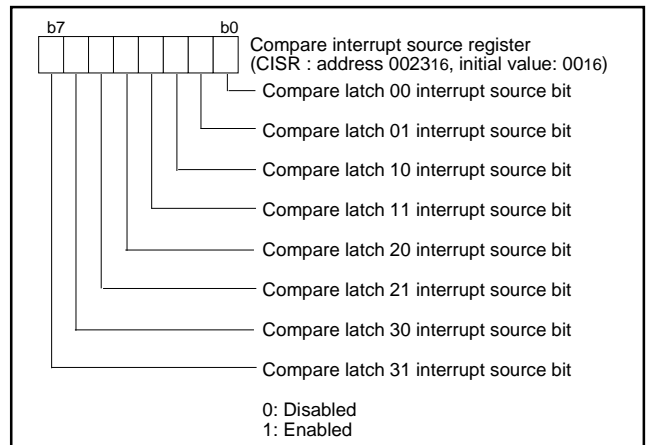 b7 b0
Compare interrupt source register
(CISR : address 002316, initial value: 0016)
Compare latch 00 interrupt source bit
Compare latch 01 interrupt source bit
Compare latch 10 interrupt source bit
Compare latch 11 interrupt source bit
Compare latch 20 interrupt source bit
Compare latch 21 interrupt source bit
Compare latch 30 interrupt source bit
Compare latch 31 interrupt source bit
0: Disabled
1: Enabled